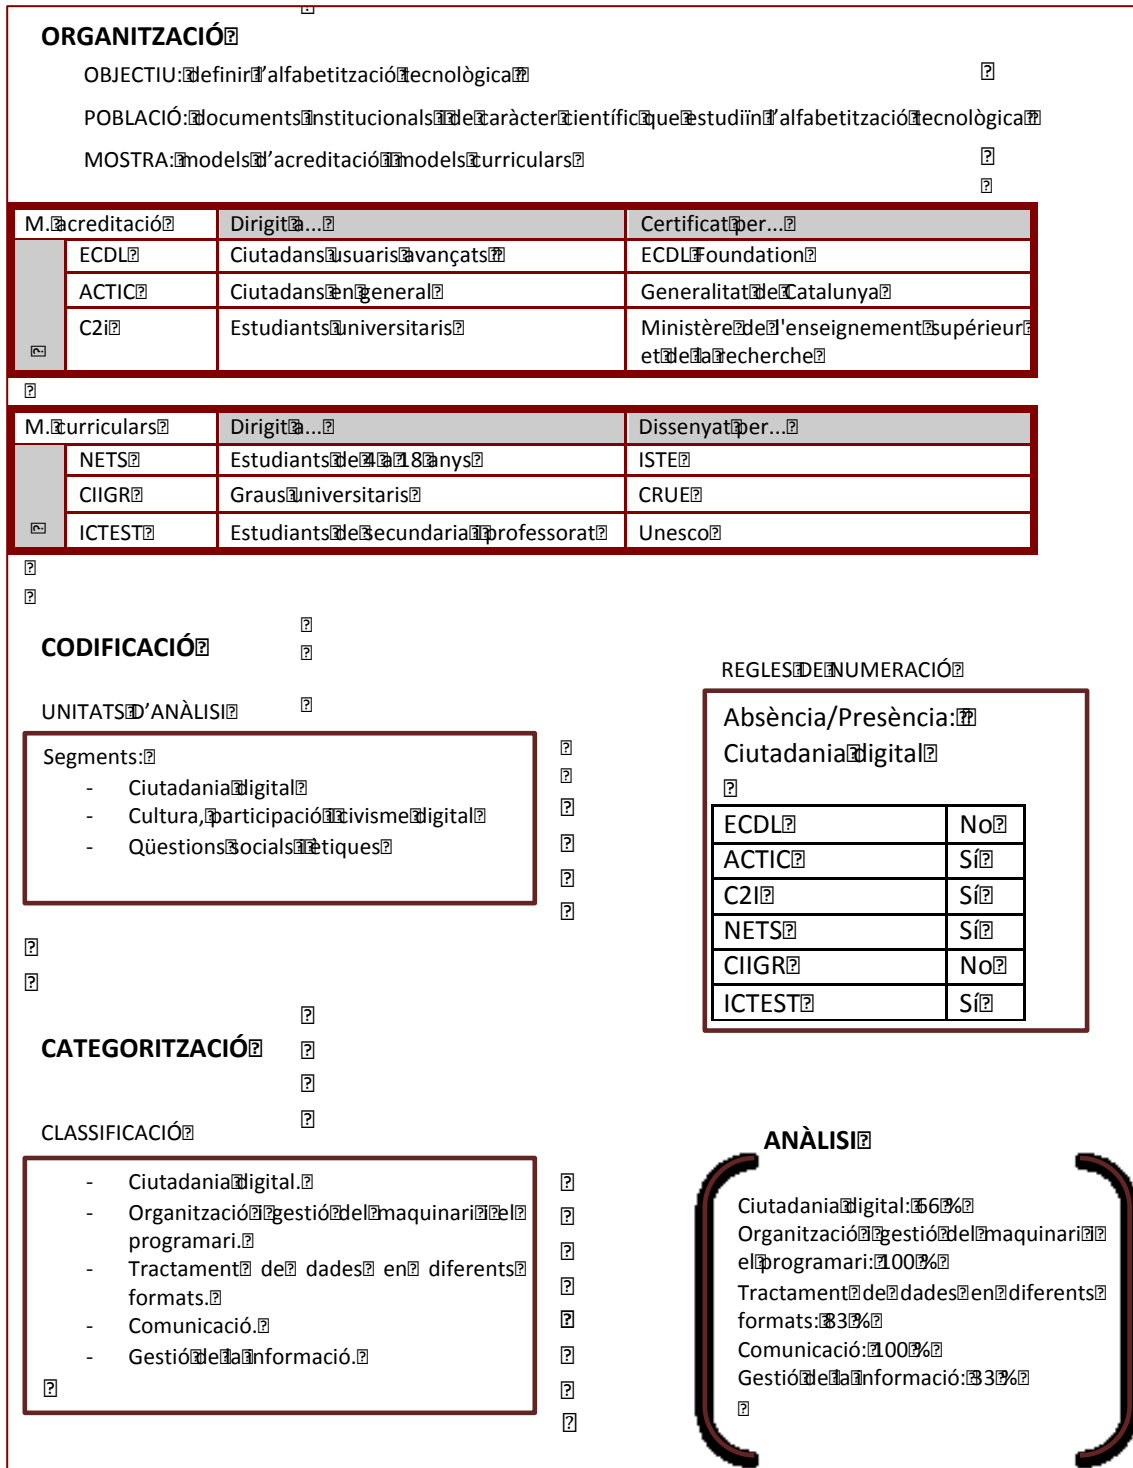 ORGANITZACIÓ
OBJECTIU: definir l'alfabetització tecnològica
POBLACIÓ: documents institucionals i de caràcter científic que estudiïn l'alfabetització tecnològica
MOSTRA: models d'acreditació i models curriculars
M. acreditació Dirigit a... Certificat per...
ECDL Ciutadans usuaris avançats ECDL Foundation
ACTIC Ciutadans en general Generalitat de Catalunya
C2i Estudiants universitaris Ministère de l'enseignement supérieur
et de la recherche
M. curriculars Dirigit a... Dissenyat per...
NETS Estudiants de 4 a 18 anys ISTE
CIIGR Graus universitaris CRUE
ICTEST Estudiants de secundaria i professorat Unesco
CODIFICACIÓ
UNITATS D'ANÀLISI
Segments:
- Ciutadania digital
- Cultura, participació i civisme digital
- Qüestions socials i ètiques
REGLES DE NUMERACIÓ
Absència/Presència:
Ciutadania digital
ECDL No
ACTIC Sí
C2I Sí
NETS Sí
CIIGR No
ICTEST Sí
CATEGORITZACIÓ
CLASSIFICACIÓ
- Ciutadania digital.
- Organització i gestió del maquinari i el
programari.
- Tractament de dades en diferents
formats.
- Comunicació.
- Gestió de la informació.
ANÀLISI
Ciutadania digital: 66 %
Organització i gestió del maquinari i
el programari: 100 %
Tractament de dades en diferents
formats: 83 %
Comunicació: 100 %
Gestió de la informació: 33 %